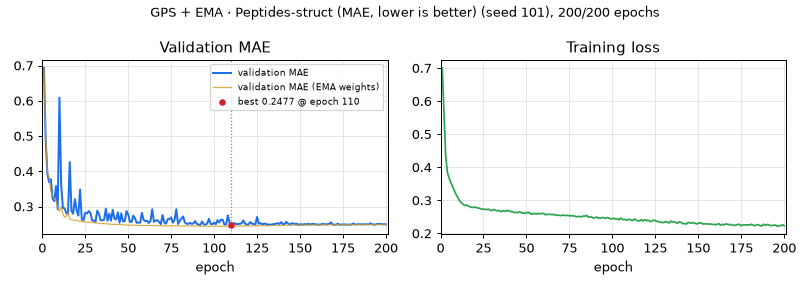 GPS + EMA · Peptides-struct (MAE, lower is better) (seed 101), 200/200 epochs
Validation MAE
validation MAE
validation MAE (EMA weights)
best 0.2477 @ epoch 110
0.7
0.6
0.5
0.4
0.3
0 25 50 75 100 125 150 175 200
epoch
Training loss
0.7
0.6
0.5
0.4
0.3
0.2
0 25 50 75 100 125 150 175 200
epoch